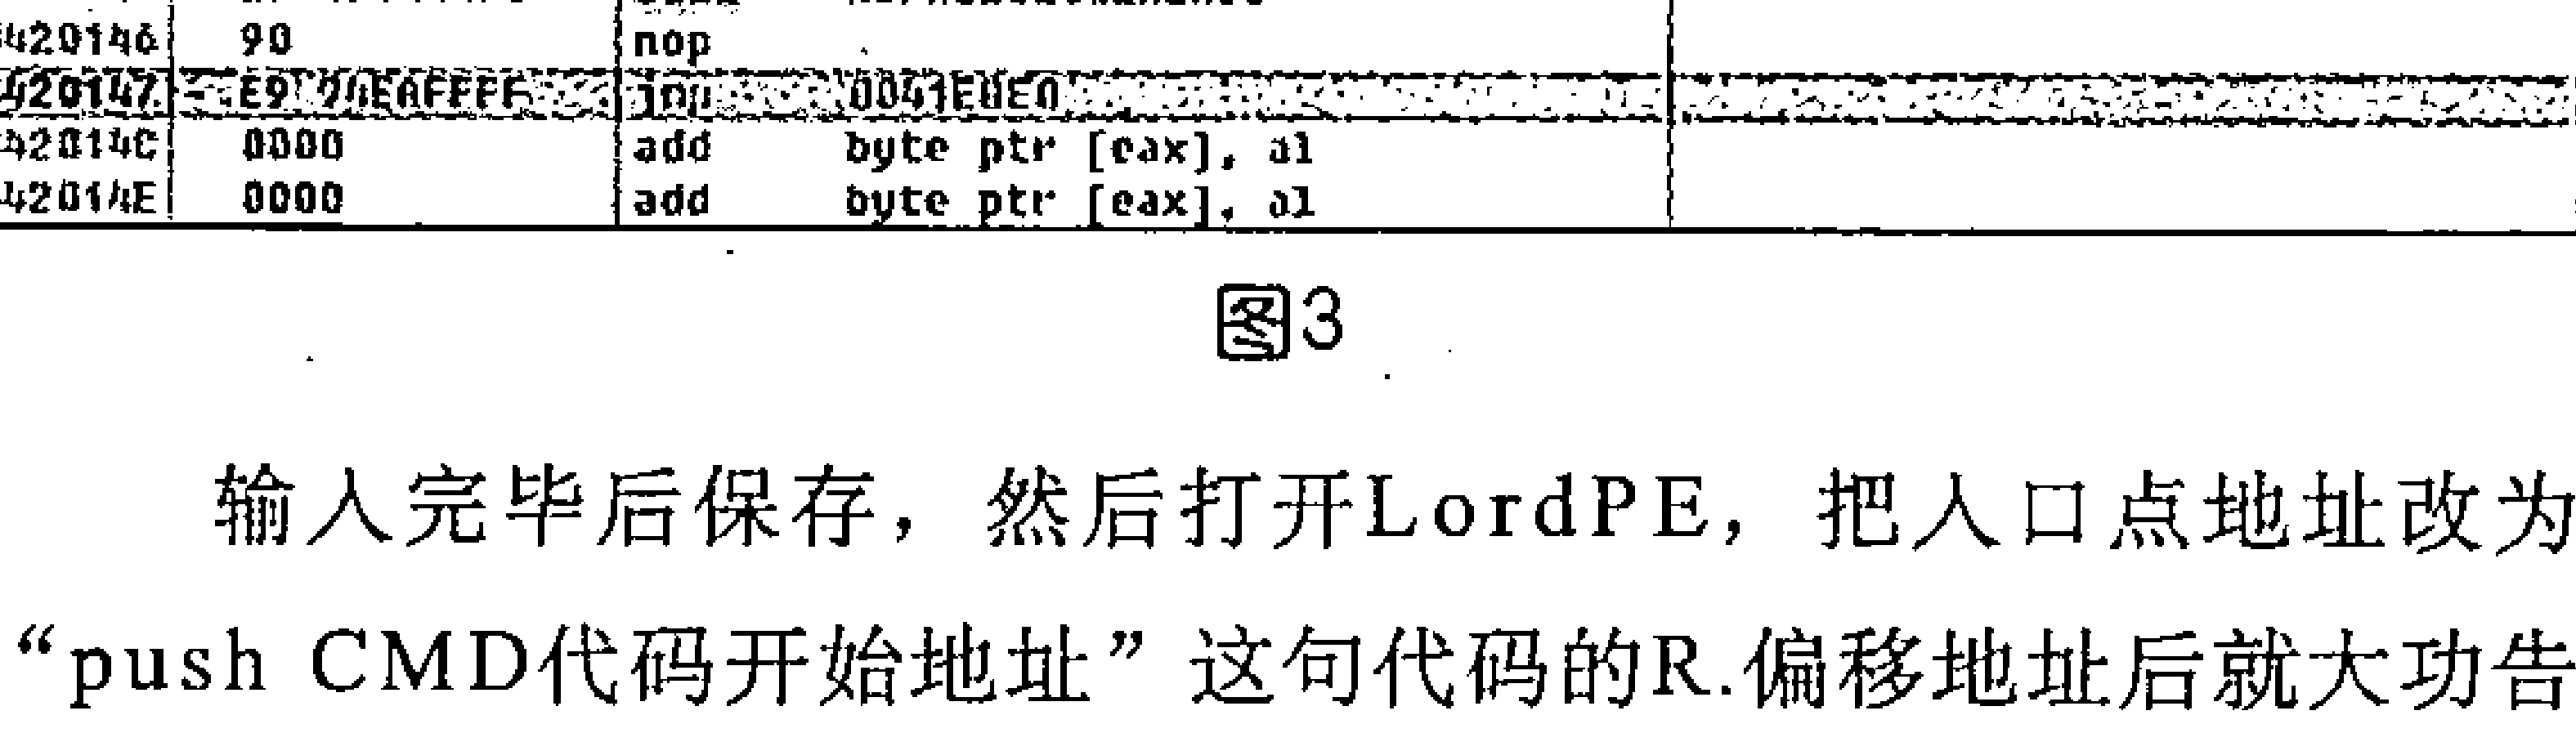 420146 90 nop
420147 E9 jmp
42014C 0000 add byte ptr [eax], al
42014E 0000 add byte ptr [eax], al
图3
输入完毕后保存，然后打开LordPE，把入口点地址改为
“push CMD代码开始地址”这句代码的R.偏移地址后就大功告